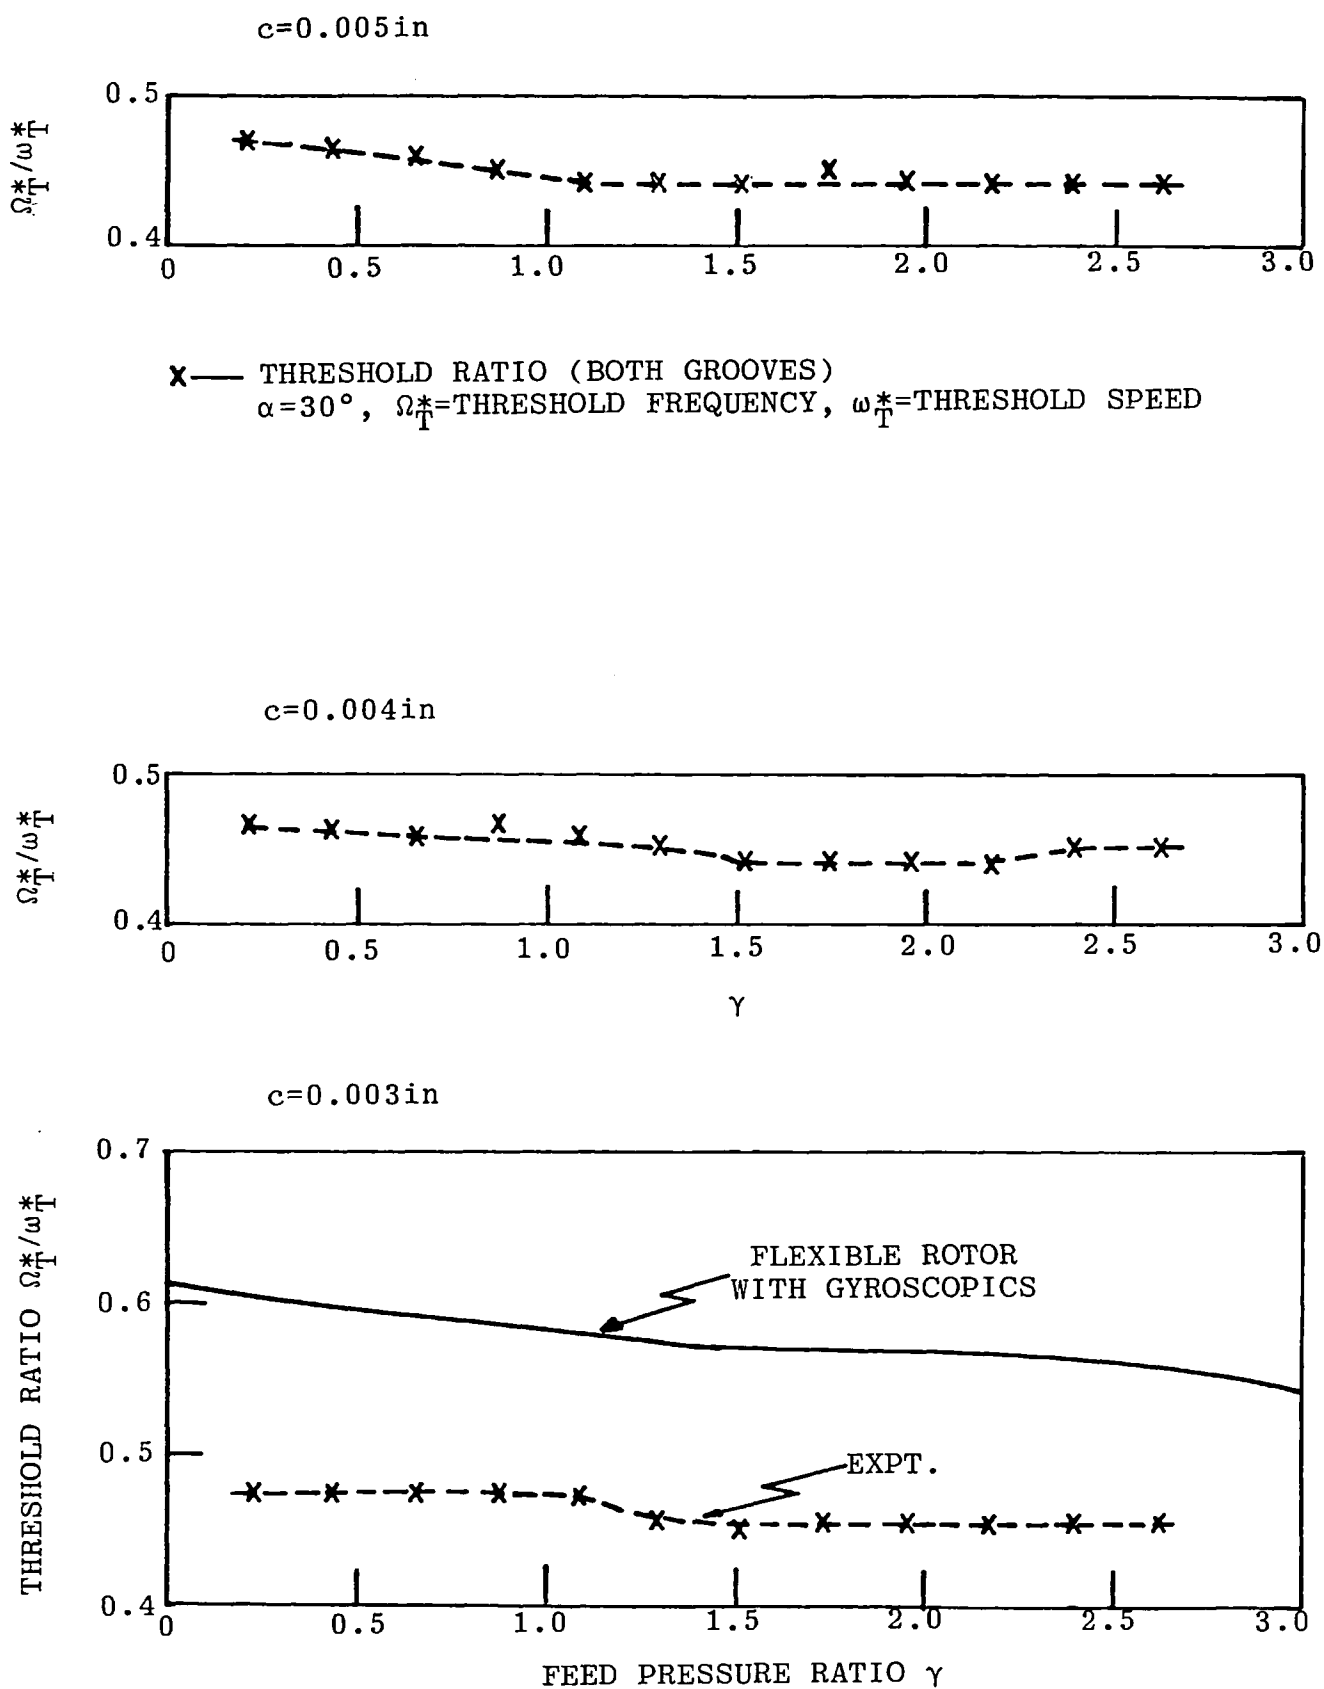 c=0.005in
0.5
Ω*T/ω*T
0.4
0 0.5 1.0 1.5 2.0 2.5 3.0
x— THRESHOLD RATIO (BOTH GROOVES)
α=30°, Ω*T=THRESHOLD FREQUENCY, ω*T=THRESHOLD SPEED
c=0.004in
0.5
Ω*T/ω*T
0.4
0 0.5 1.0 1.5 2.0 2.5 3.0
γ
c=0.003in
0.7
THRESHOLD RATIO Ω*T/ω*T
FLEXIBLE ROTOR
WITH GYROSCOPICS
0.6
0.5
EXPT.
0.4
0 0.5 1.0 1.5 2.0 2.5 3.0
FEED PRESSURE RATIO γ